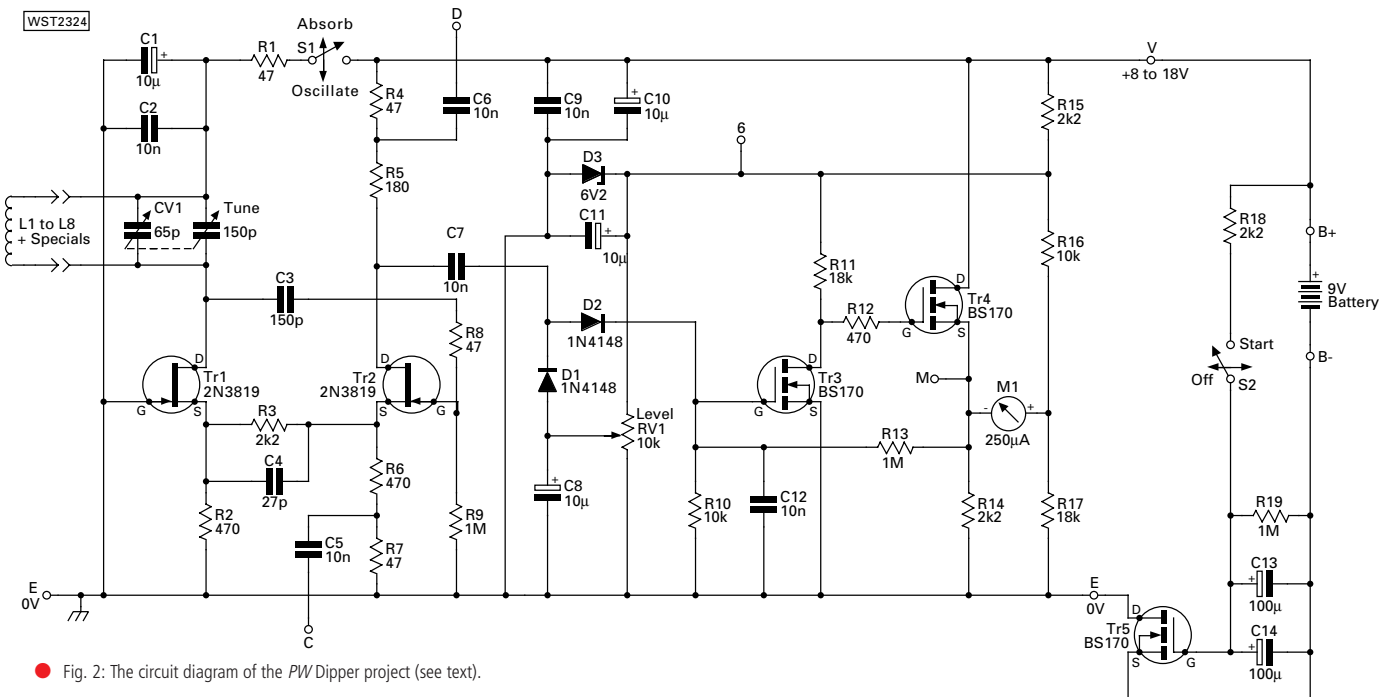 WST2324
C1
+
10µ
R1
47
S1
Absorb
Oscillate
D
C2
10n
R4
47
C6
10n
C9
10n
+
C10
10µ
V
+8 to 18V
R15
2k2
6
R5
180
D3
6V2
L1 to L8
+ Specials
CV1
65p
Tune
150p
C11
+
10µ
R18
2k2
B+
C7
10n
R16
10k
C3
150p
R11
18k
D
Tr4
BS170
G
S
R12
470
+
9V
Battery
D2
1N4148
R8
47
Start
Off
S2
B-
D
Tr1
2N3819
G
S
D
Tr2
2N3819
S
G
D1
1N4148
D
Tr3
BS170
G
S
M
M1
-
+
250µA
Level
RV1
10k
R3
2k2
C4
27p
R13
1M
R6
470
+
C8
10µ
R2
470
R9
1M
R10
10k
C12
10n
R14
2k2
R17
18k
R19
1M
C5
10n
R7
47
C13
+
100µ
E
0V
E
0V
D
Tr5
BS170
S
G
C14
+
100µ
C
Fig. 2: The circuit diagram of the PW Dipper project (see text).